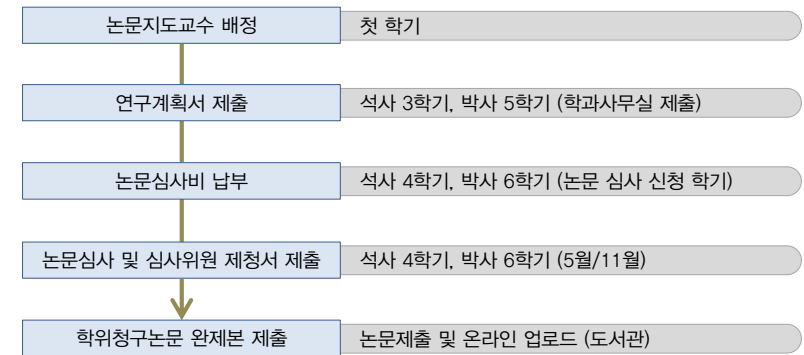 논문지도교수 배정 첫 학기
연구계획서 제출 석사 3학기, 박사 5학기 (학과사무실 제출)
논문심사비 납부 석사 4학기, 박사 6학기 (논문 심사 신청 학기)
논문심사 및 심사위원 제청서 제출 석사 4학기, 박사 6학기 (5월/11월)
학위청구논문 완제본 제출 논문제출 및 온라인 업로드 (도서관)